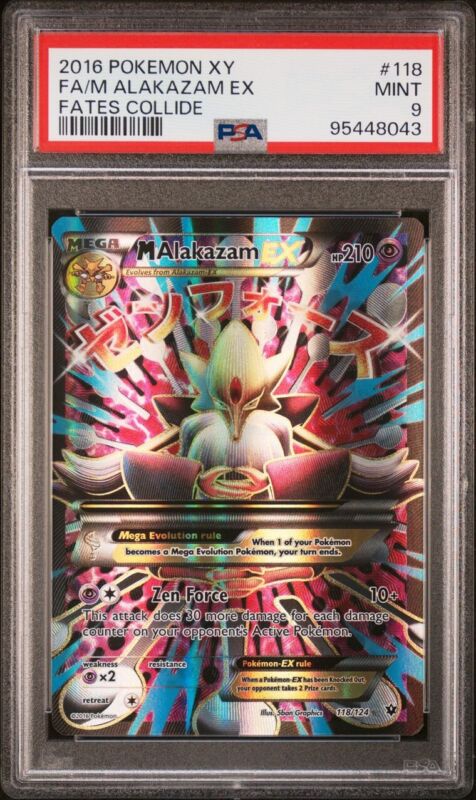 2016 POKEMON XY #118
FA/M ALAKAZAM EX MINT
FATES COLLIDE 9
PSA 95448043
MEGA MAlakazam EX HP210
Evolves from Alakazam-EX
ゼンフォース
Mega Evolution rule
When 1 of your Pokémon
becomes a Mega Evolution Pokémon, your turn ends.
Zen Force 10+
This attack does 30 more damage for each damage
counter on your opponent's Active Pokémon.
weakness resistance
×2
retreat
Pokémon-EX rule
When a Pokémon-EX has been Knocked Out,
your opponent takes 2 Prize cards.
©2016 Pokémon
Illus. 5ban Graphics 118/124
PSA